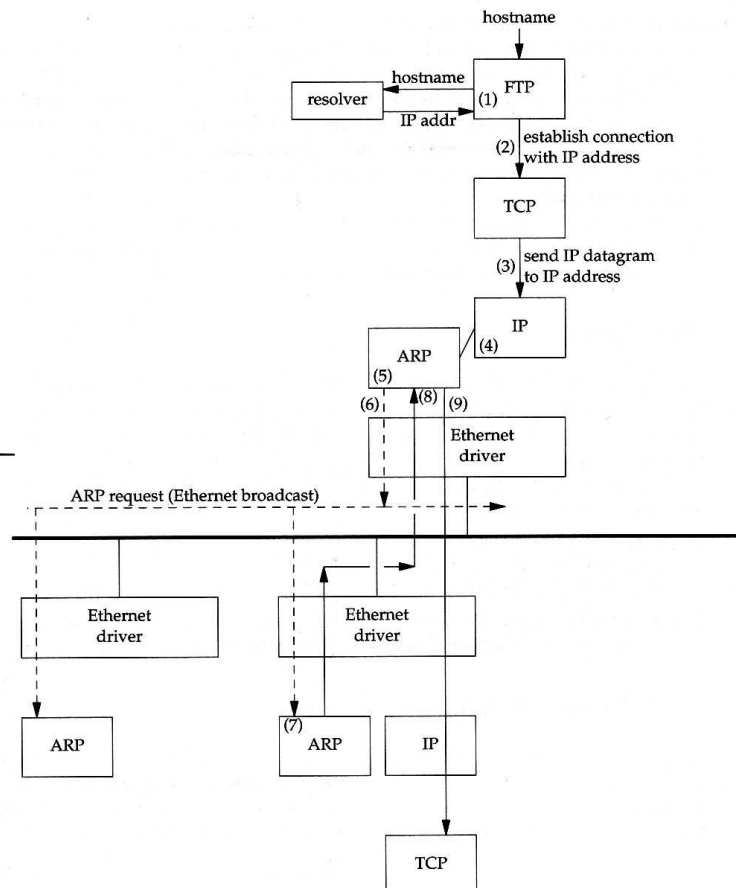 hostname
hostname
FTP
(1)
resolver
IP addr
(2)
establish connection
with IP address
TCP
(3)
send IP datagram
to IP address
IP
(4)
ARP
(5)
(6)
(8)
(9)
Ethernet
driver
ARP request (Ethernet broadcast)
Ethernet
driver
Ethernet
driver
(7)
ARP
ARP
IP
TCP